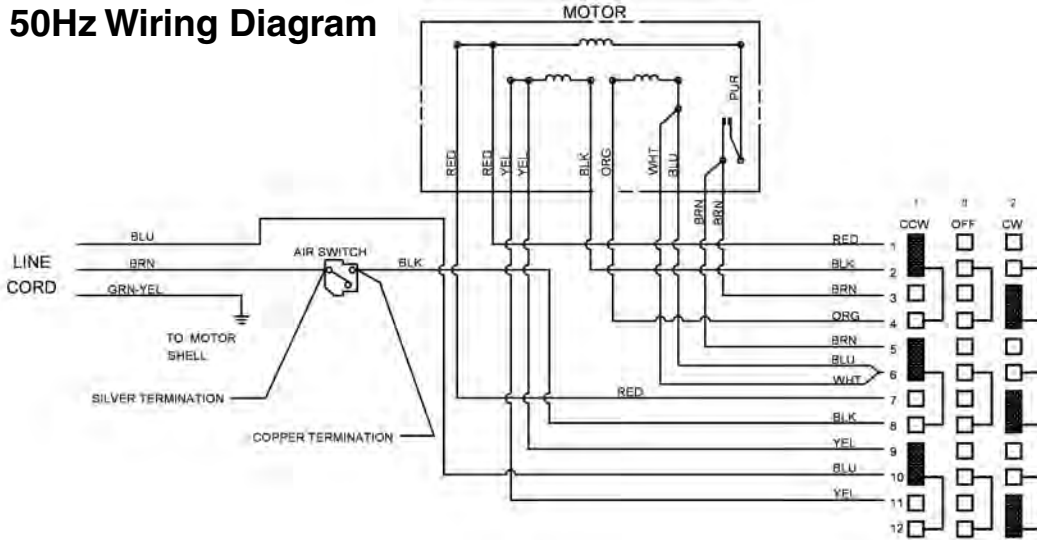 50Hz Wiring Diagram
MOTOR
PUR
RED
RED
YEL
YEL
BLK
ORG
WHT
BLU
BRN
BRN
LINE
CORD
BLU
BRN
GRN-YEL
AIR SWITCH
BLK
TO MOTOR
SHELL
SILVER TERMINATION
COPPER TERMINATION
RED
1 0 2
CCW OFF CW
RED 1
BLK 2
BRN 3
ORG 4
BRN 5
BLU
6
WHT
7
BLK 8
YEL 9
BLU 10
YEL 11
12